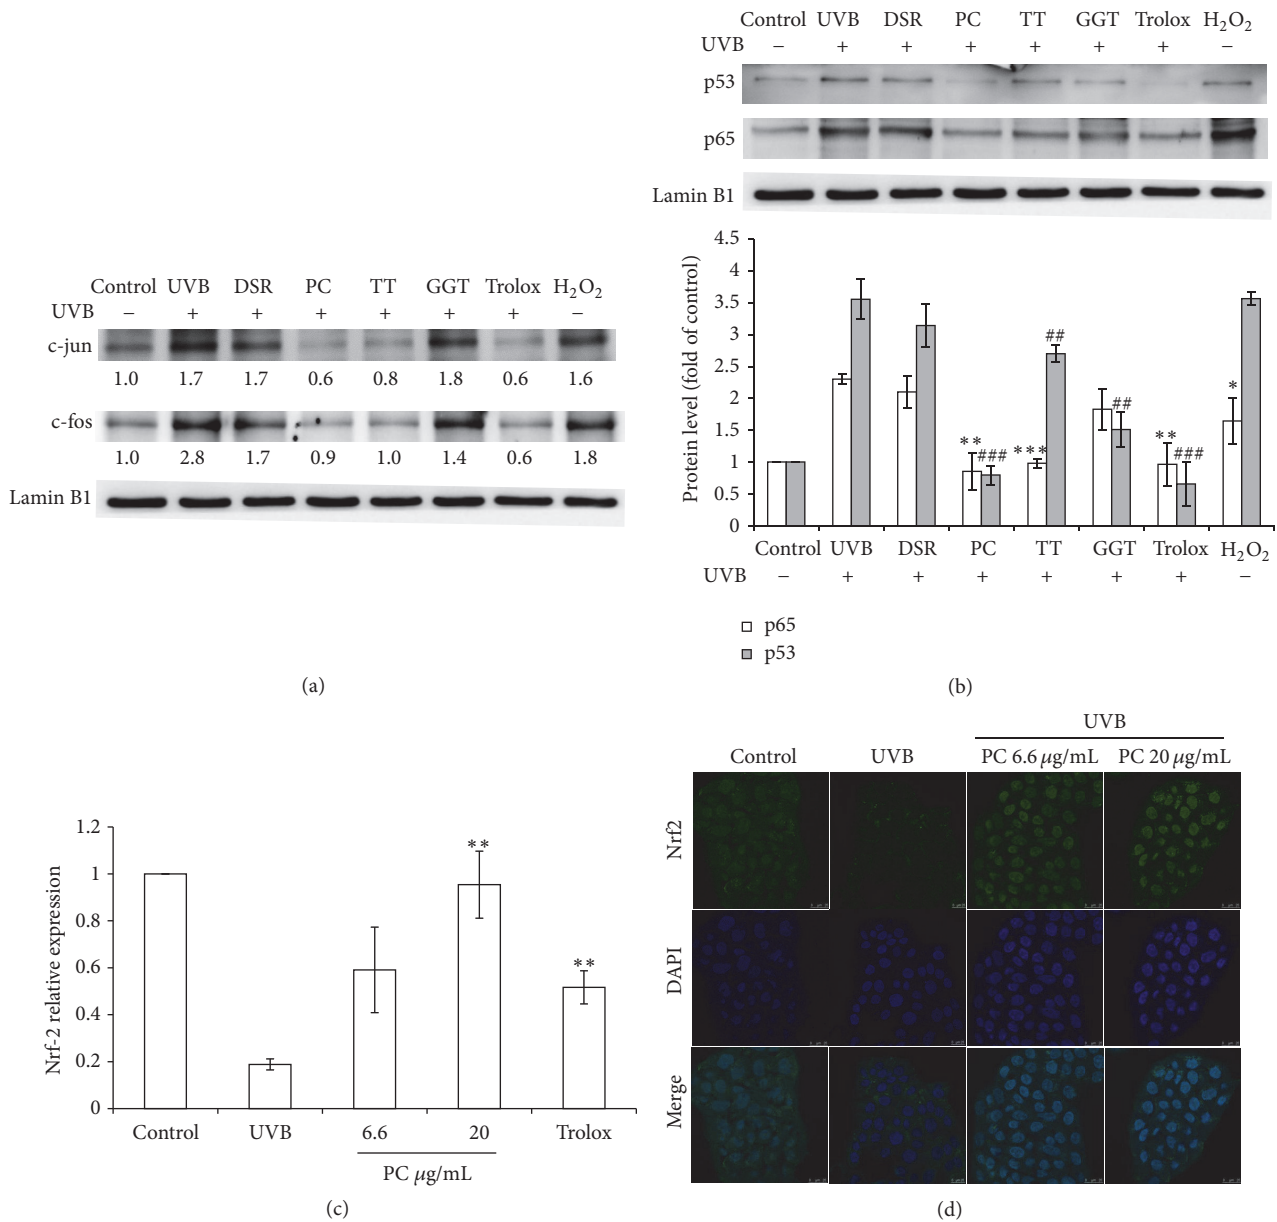 Control UVB DSR PC TT GGT Trolox H2O2
UVB − + + + + + + −
c-jun
1.0 1.7 1.7 0.6 0.8 1.8 0.6 1.6
c-fos
1.0 2.8 1.7 0.9 1.0 1.4 0.6 1.8
Lamin B1
(a)
Control UVB DSR PC TT GGT Trolox H2O2
UVB − + + + + + + −
p53
p65
Lamin B1
Protein level (fold of control)
4.5
4
3.5
3
2.5
2
1.5
1
0.5
0
** ### *** ## ## ** ### *
Control UVB DSR PC TT GGT Trolox H2O2
UVB − + + + + + + −
p65
p53
(b)
Nrf-2 relative expression
1.2
1
0.8
0.6
0.4
0.2
0
** **
Control UVB 6.6 20 Trolox
PC μg/mL
(c)
UVB
Control UVB PC 6.6 μg/mL PC 20 μg/mL
Nrf2
DAPI
Merge
(d)